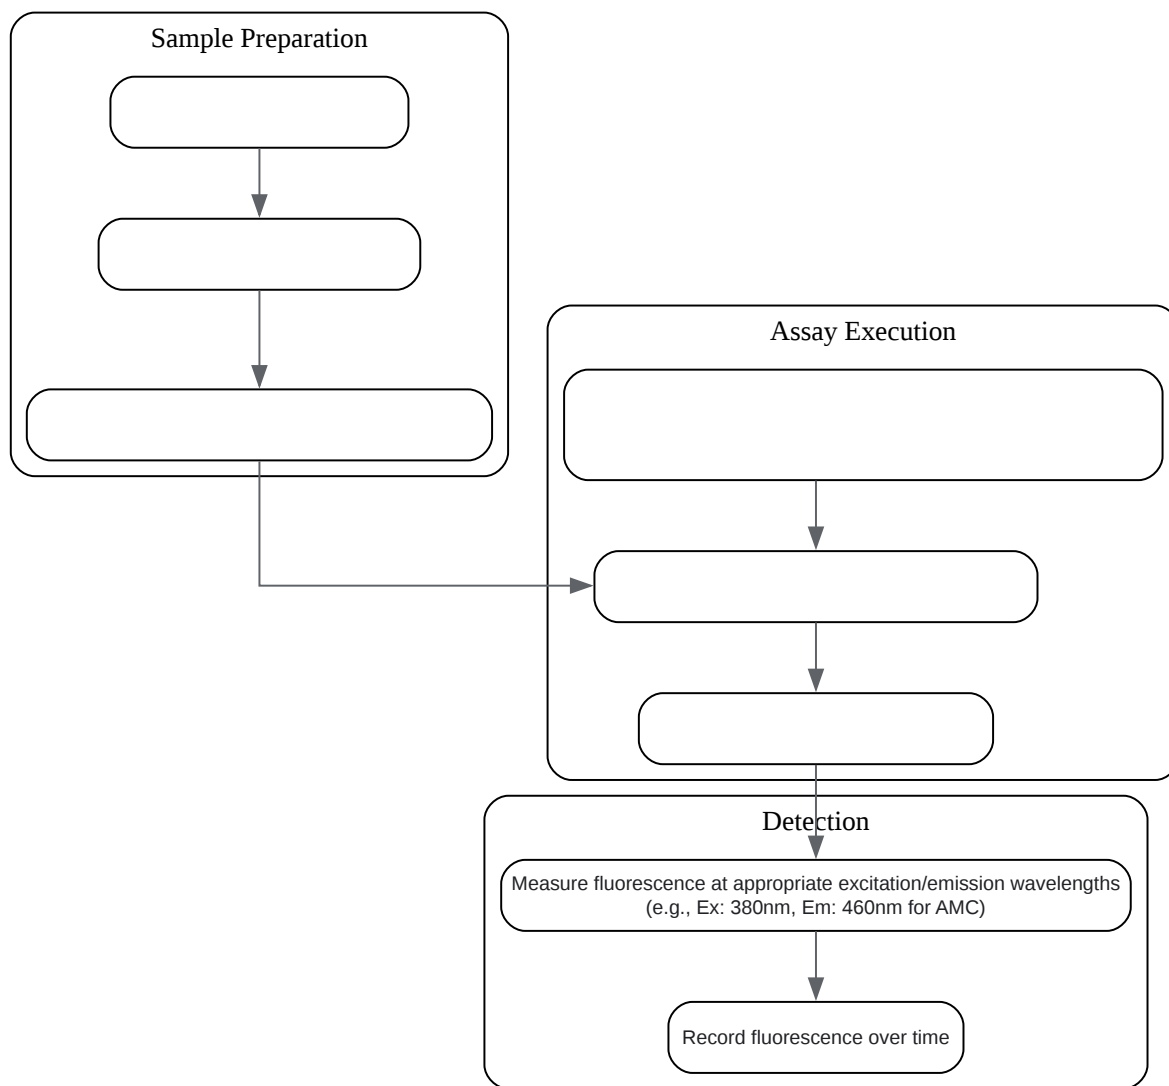 Sample Preparation
Assay Execution
Detection
Measure fluorescence at appropriate excitation/emission wavelengths
(e.g., Ex: 380nm, Em: 460nm for AMC)
Record fluorescence over time